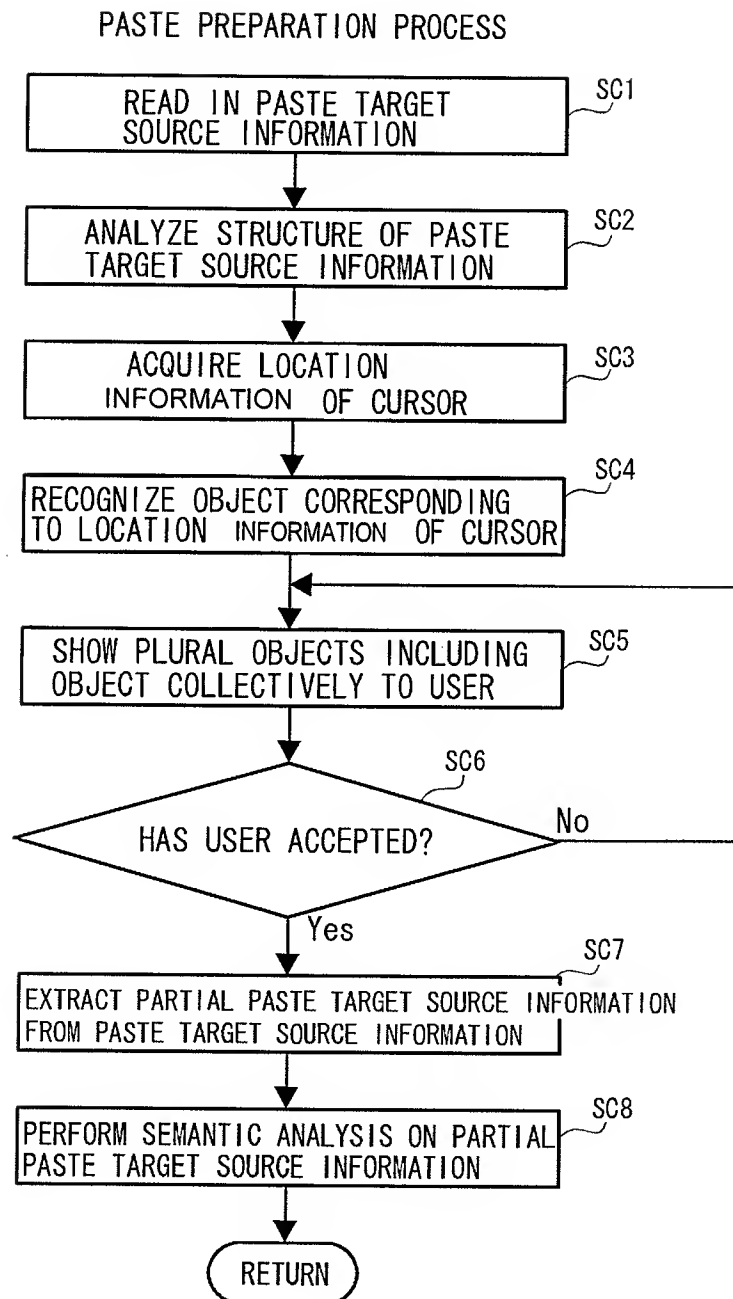 PASTE PREPARATION PROCESS
SC1
READ IN PASTE TARGET
SOURCE INFORMATION
SC2
ANALYZE STRUCTURE OF PASTE
TARGET SOURCE INFORMATION
SC3
ACQUIRE LOCATION
INFORMATION OF CURSOR
SC4
RECOGNIZE OBJECT CORRESPONDING
TO LOCATION INFORMATION OF CURSOR
SC5
SHOW PLURAL OBJECTS INCLUDING
OBJECT COLLECTIVELY TO USER
SC6
HAS USER ACCEPTED?
No
Yes
SC7
EXTRACT PARTIAL PASTE TARGET SOURCE INFORMATION
FROM PASTE TARGET SOURCE INFORMATION
SC8
PERFORM SEMANTIC ANALYSIS ON PARTIAL
PASTE TARGET SOURCE INFORMATION
RETURN